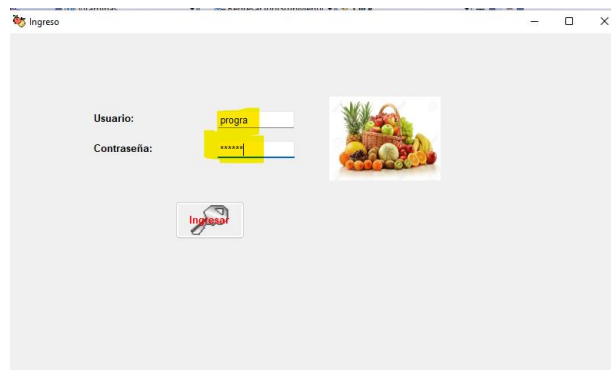 Ingreso
Usuario:
progra
Contraseña:
******
Ingresar